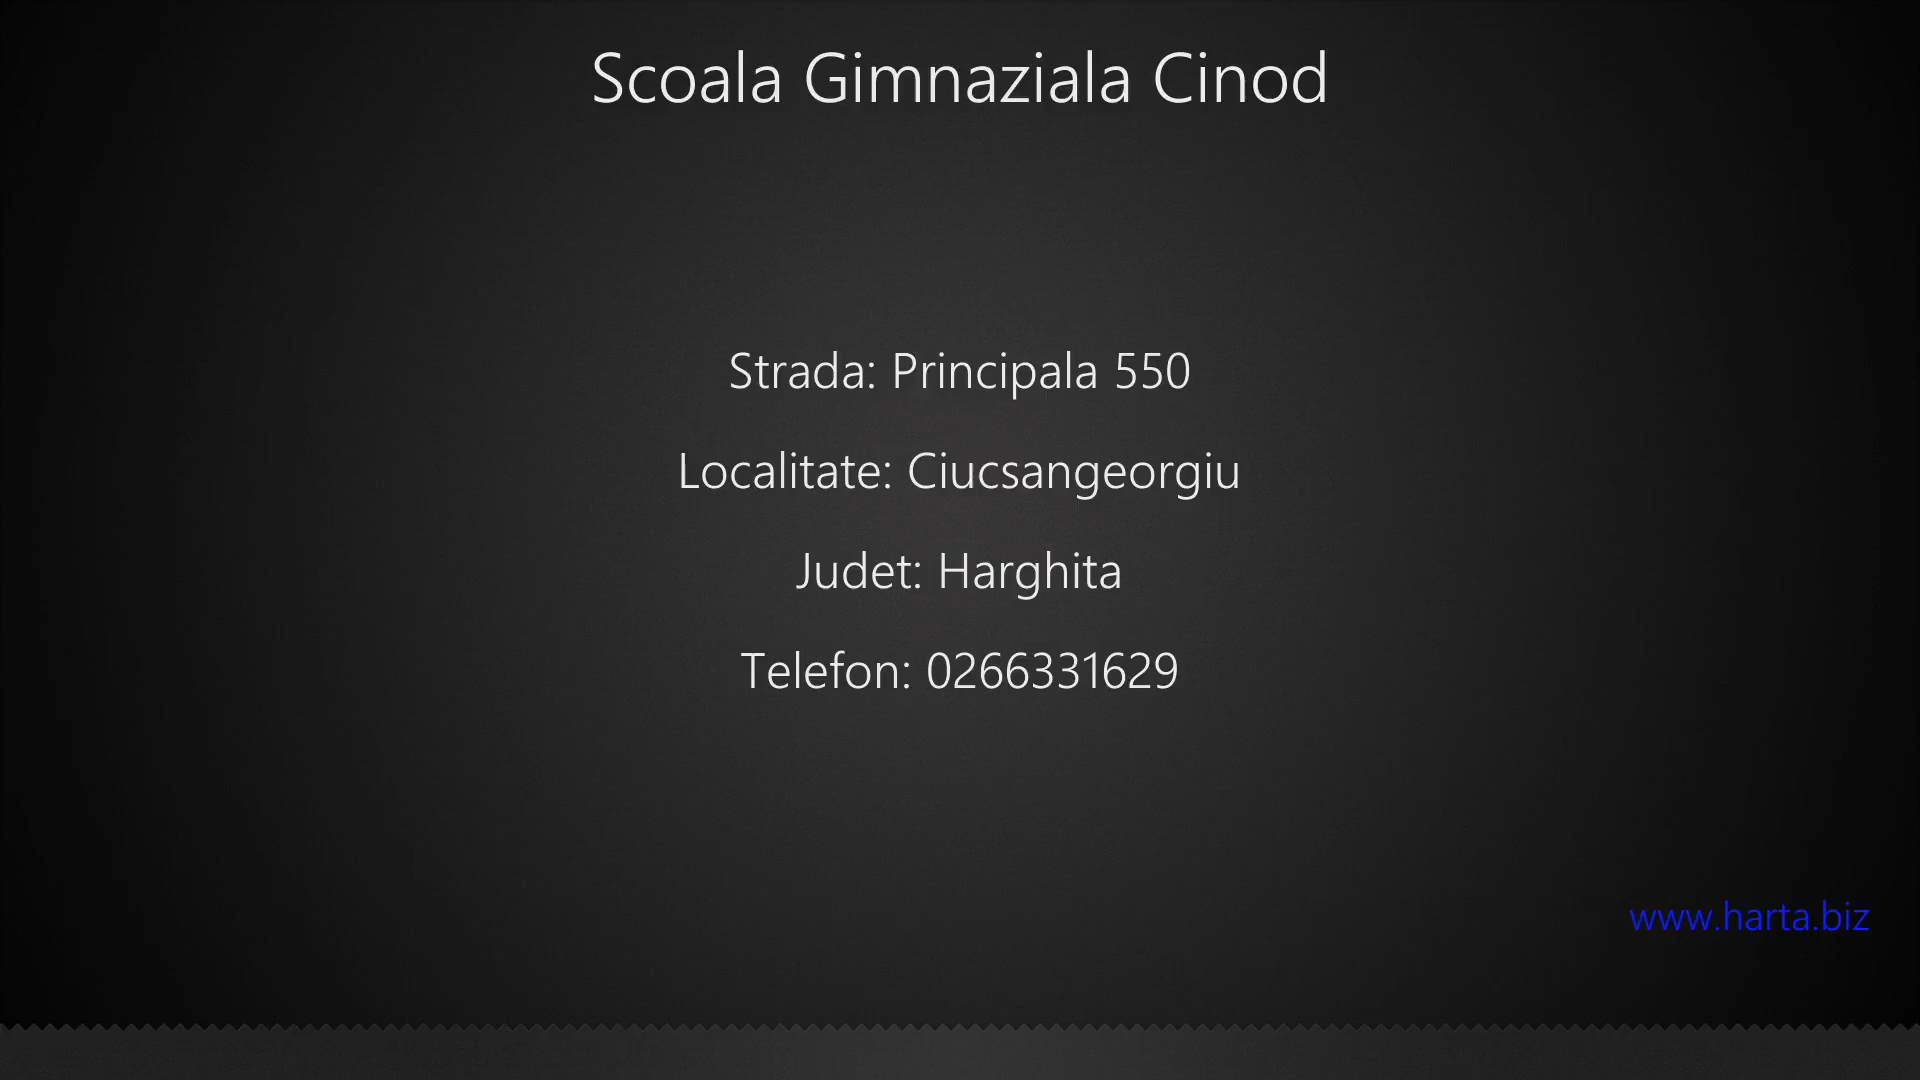 Scoala Gimnaziala Cinod
Strada: Principala 550
Localitate: Ciucsangeorgiu
Judet: Harghita
Telefon: 0266331629
www.harta.biz